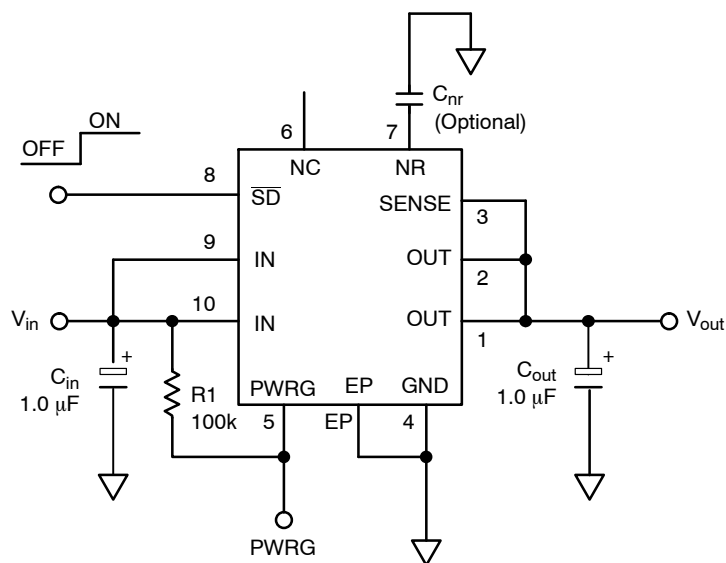 C_nr
(Optional)
ON
OFF
6
7
NC
NR
8
SD
SENSE
3
9
IN
OUT
2
V_in
10
IN
OUT
1
V_out
C_in
+
1.0 μF
R1
100k
PWRG
EP
GND
5
EP
4
C_out
+
1.0 μF
PWRG